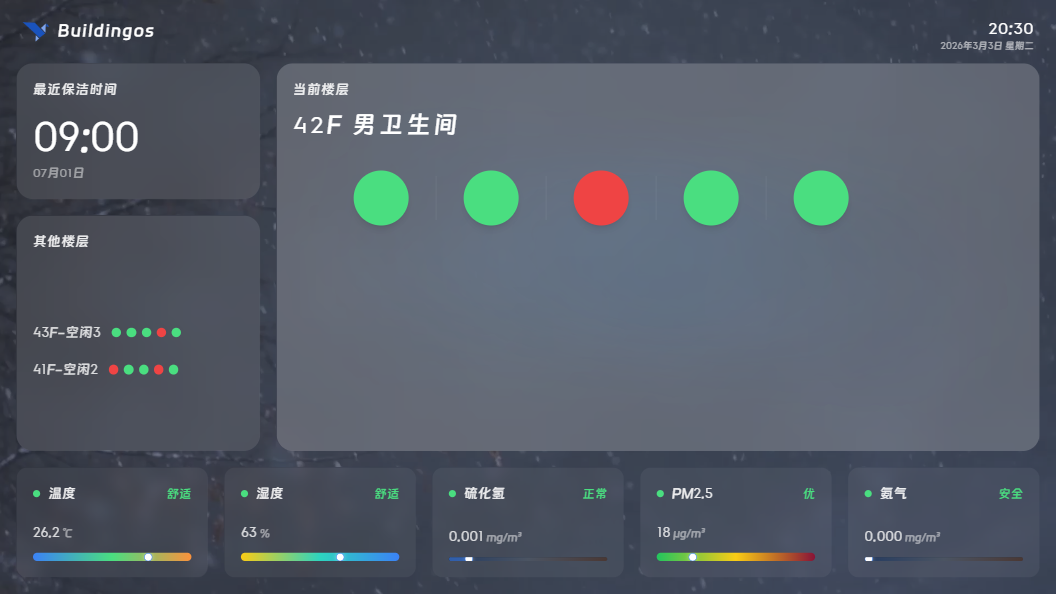 Buildingos
20:30
2026年3月3日 星期二
最近保洁时间
09:00
07月01日
其他楼层
43F-空闲3
41F-空闲2
当前楼层
42F 男卫生间
温度 舒适
26.2 ℃
湿度 舒适
63 %
硫化氢 正常
0.001 mg/m³
PM2.5 优
18 μg/m³
氨气 安全
0.000 mg/m³